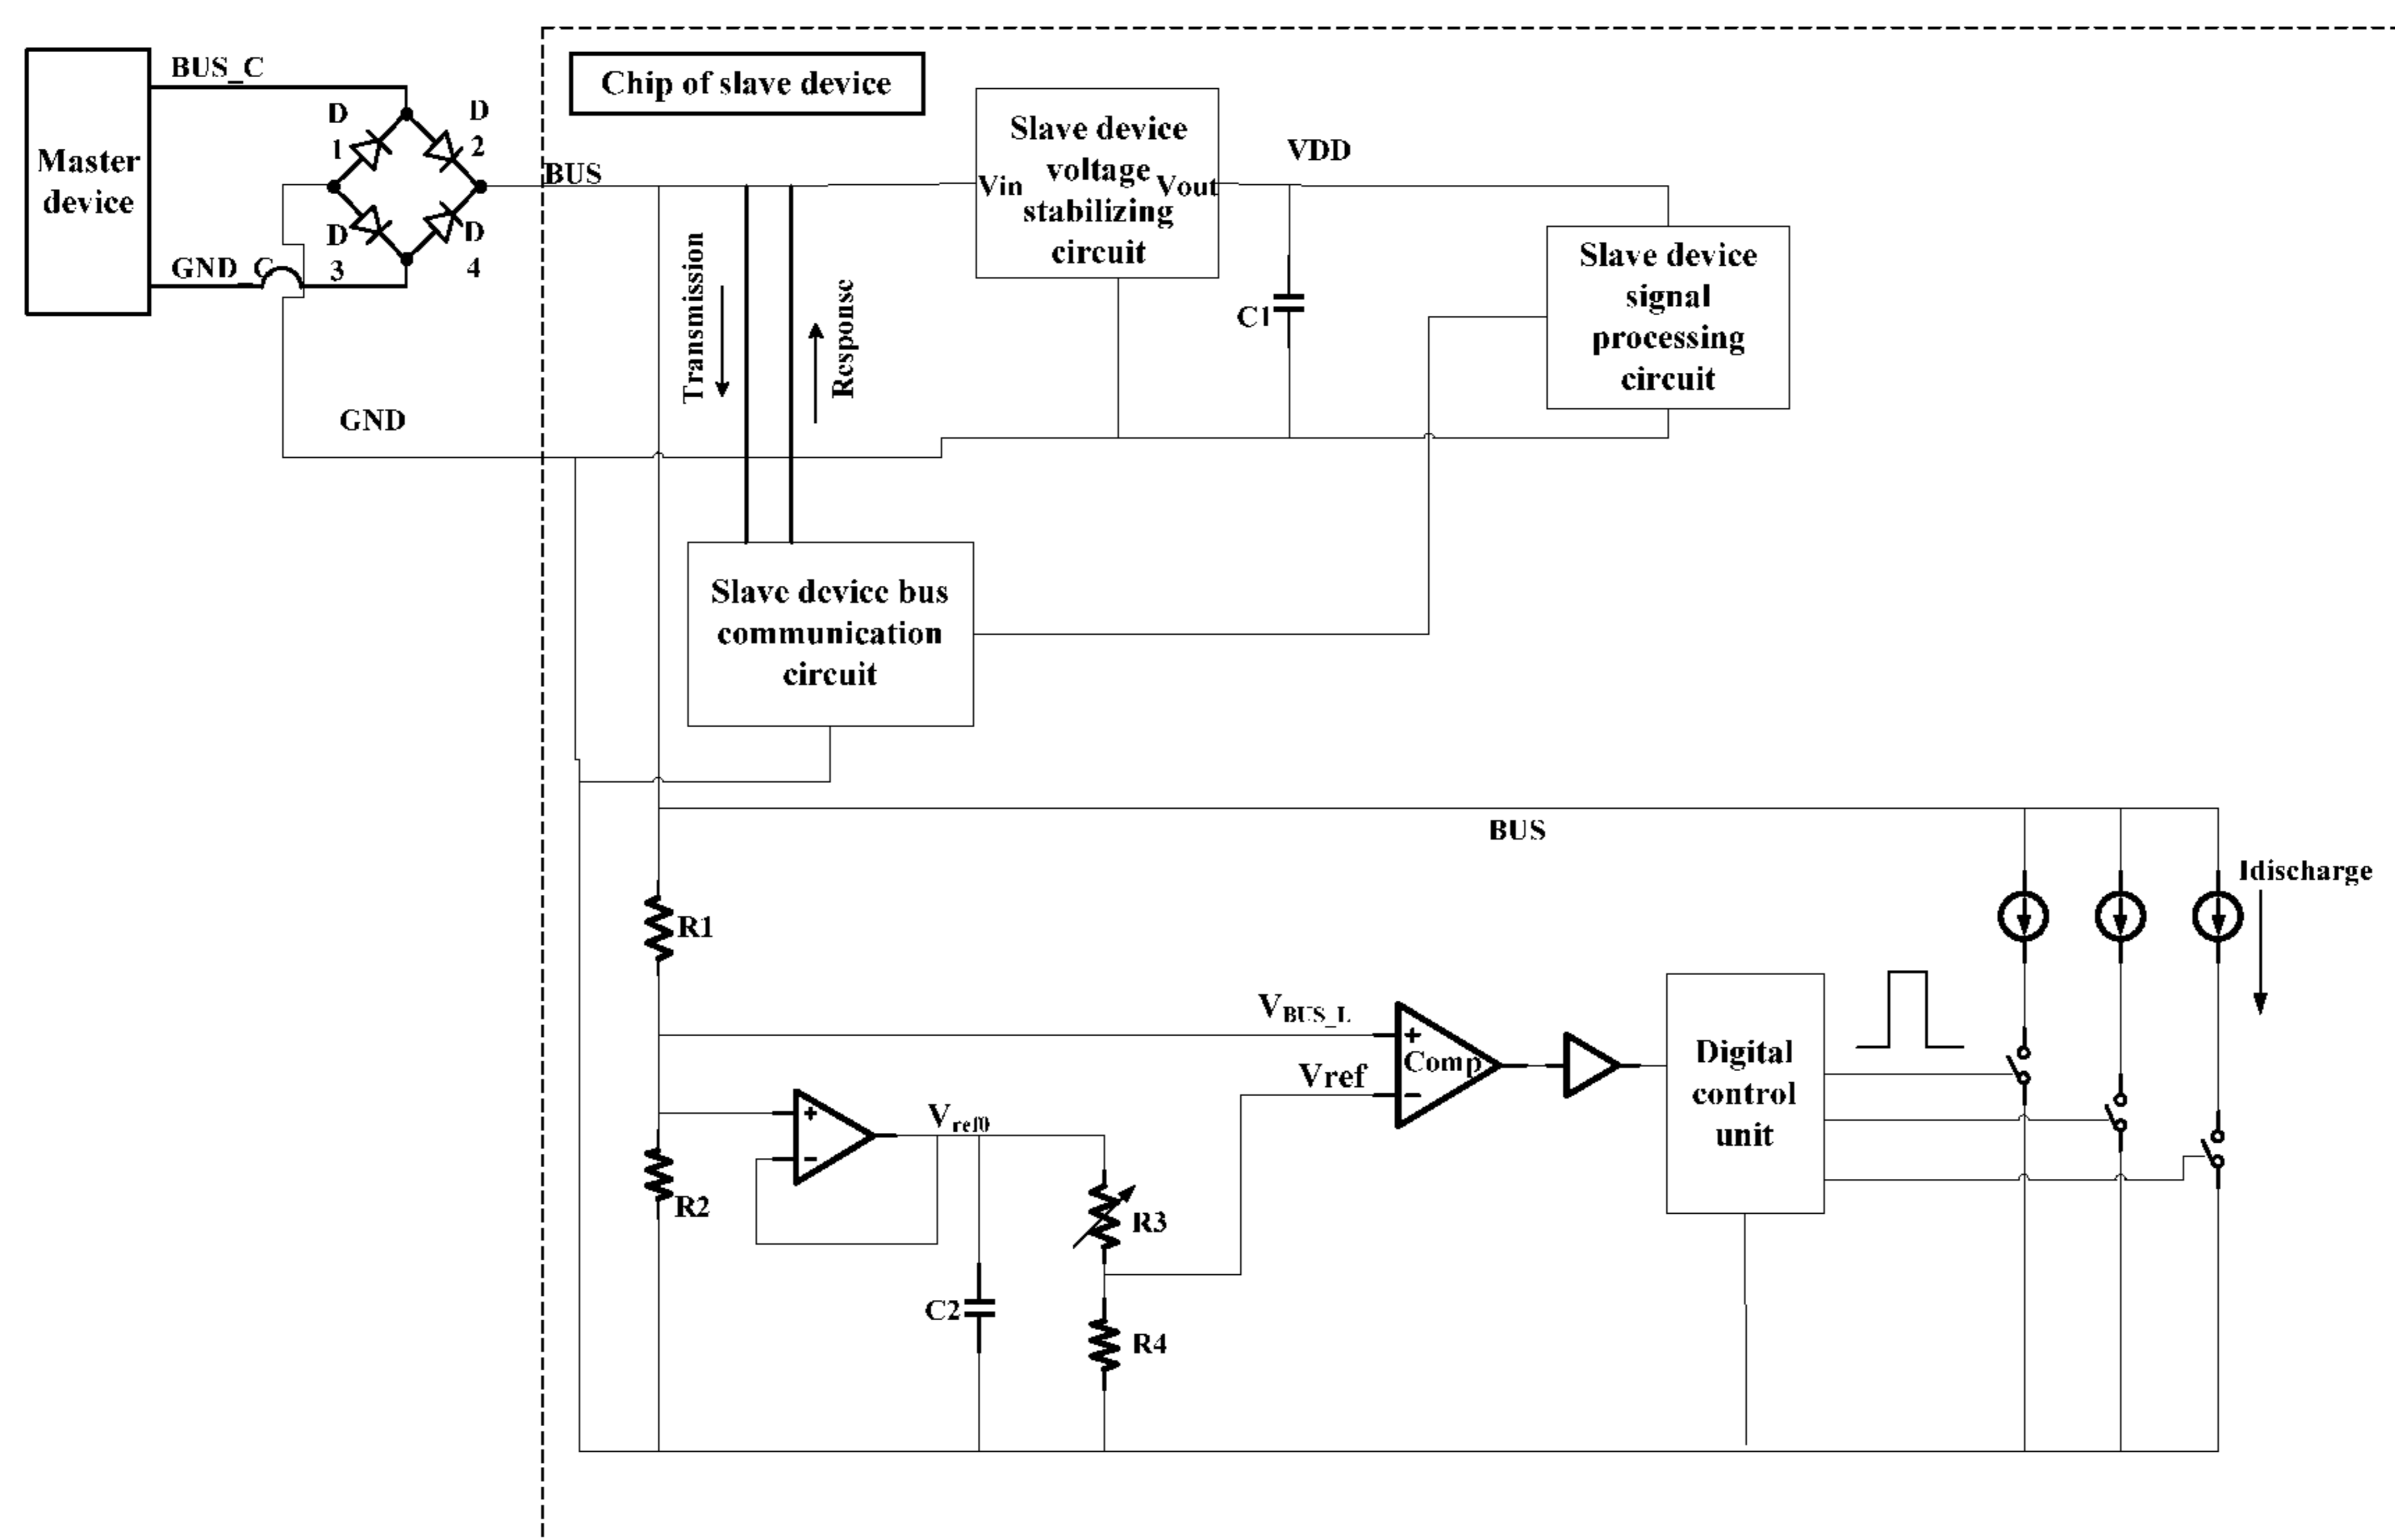 BUS_C
Chip of slave device
Master
device
D
1
D
2
D
3
D
4
GND_C
GND
BUS
Slave device
voltage
stabilizing
circuit
Vin
Vout
VDD
C1
Slave device
signal
processing
circuit
Transmission
Response
Slave device bus
communication
circuit
BUS
Idischarge
R1
V_BUS_L
+
Comp
-
Vref
Digital
control
unit
+
-
V_ref0
R2
R3
C2
R4